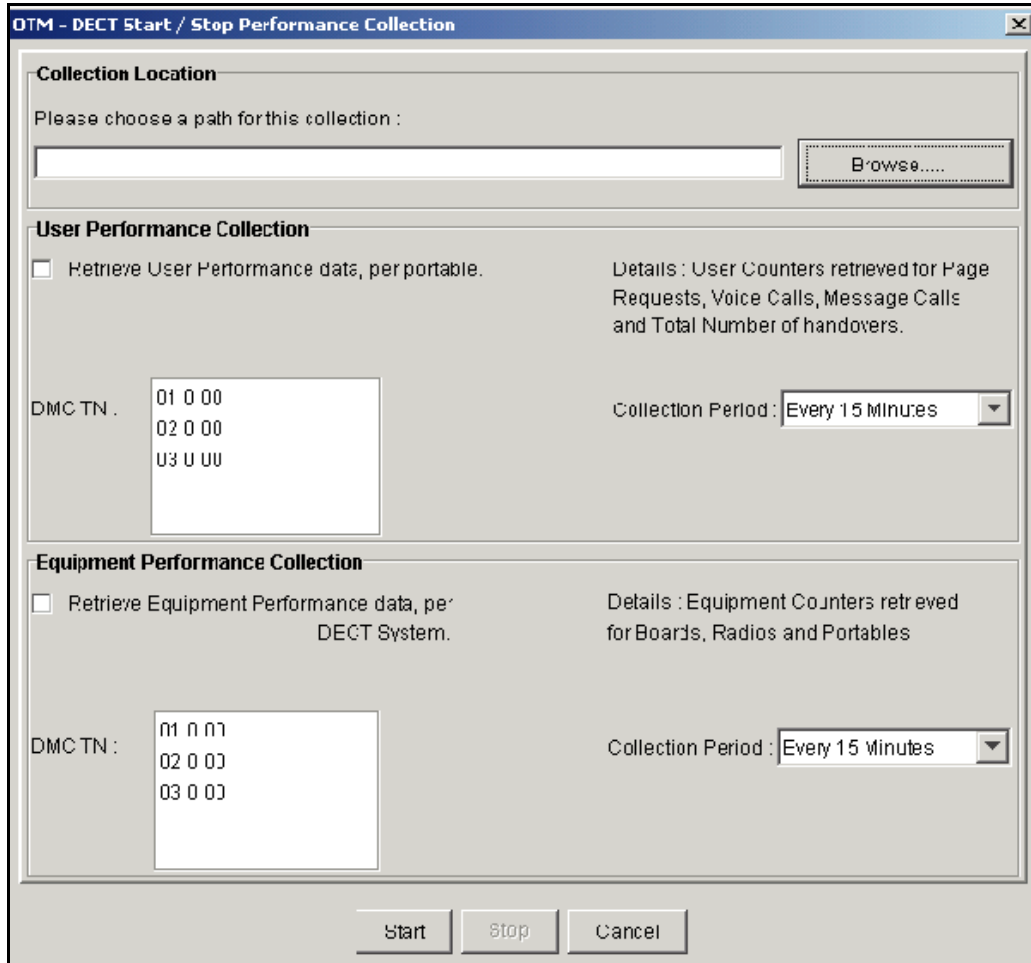 OTM - DECT Start / Stop Performance Collection
Collection Location
Please choose a path for this collection :
Browse.....
User Performance Collection
Retrieve User Performance data, per portable.
Details : User Counters retrieved for Page
Requests, Voice Calls, Message Calls
and Total Number of handovers.
DMC TN :
01 0 00
02 0 00
03 0 00
Collection Period : Every 15 Minutes
Equipment Performance Collection
Retrieve Equipment Performance data, per
DECT System.
Details : Equipment Counters retrieved
for Boards, Radios and Portables
DMC TN :
01 0 00
02 0 00
03 0 00
Collection Period : Every 15 Minutes
Start
Stop
Cancel